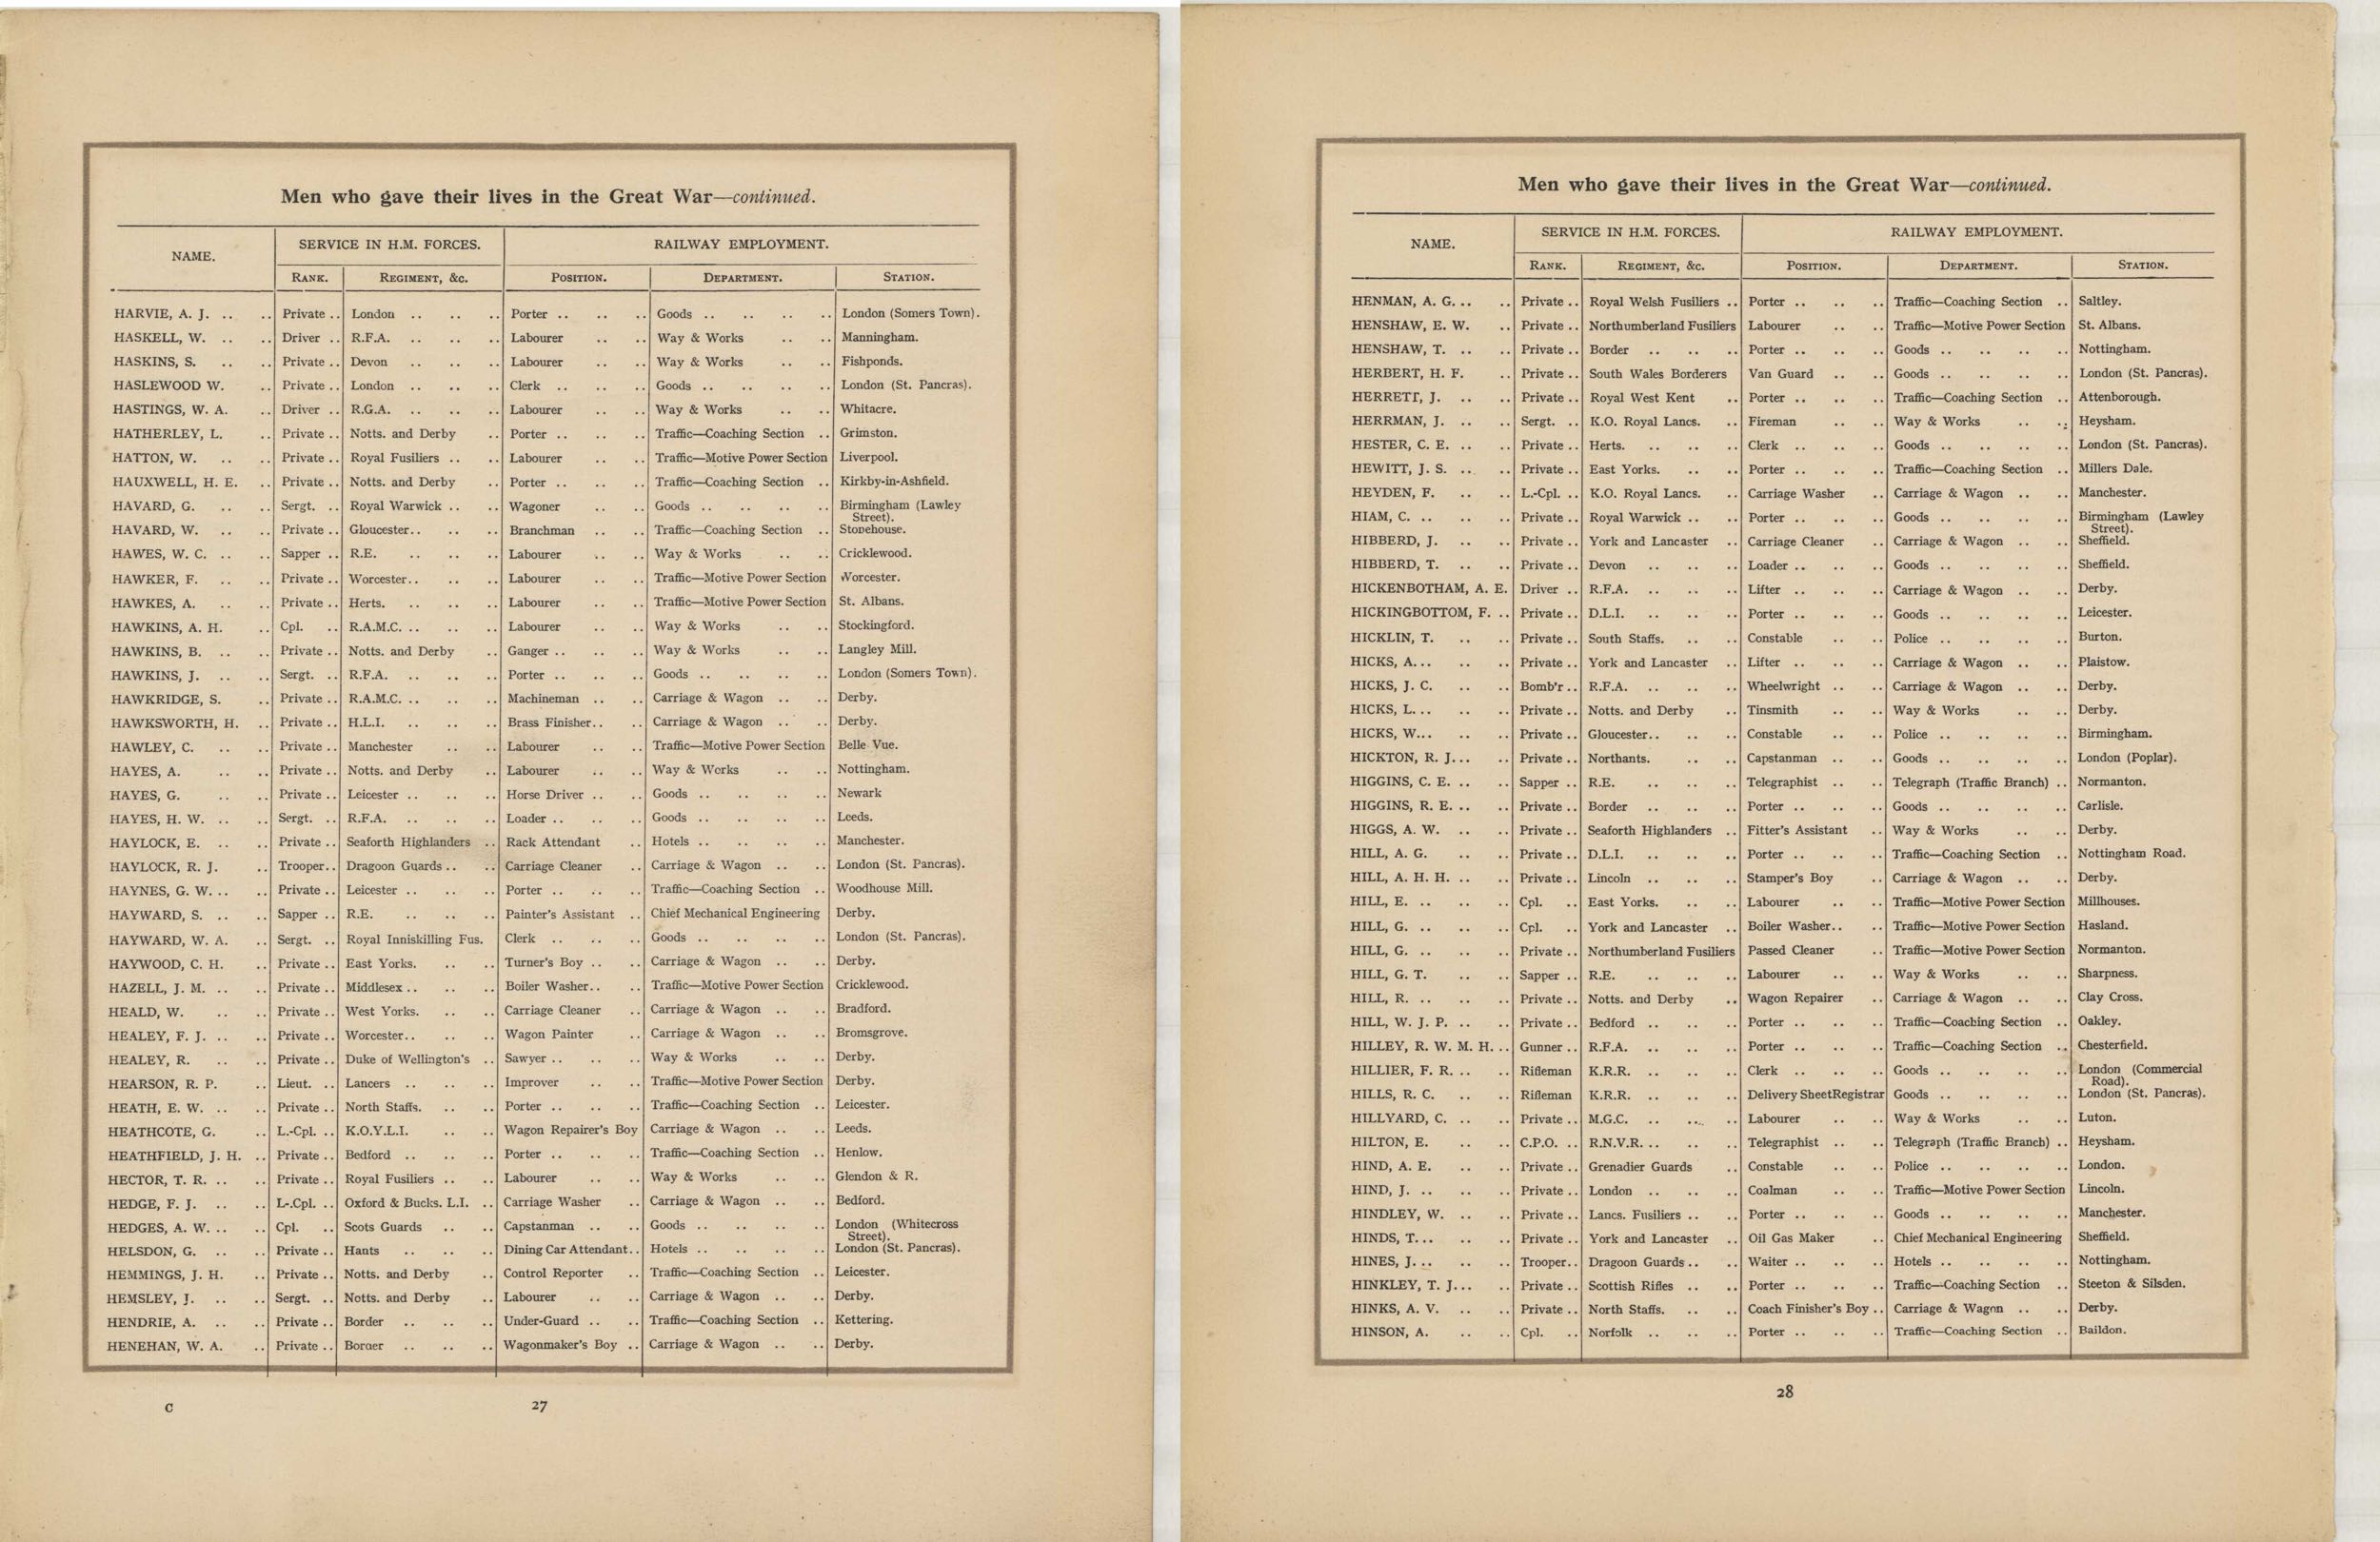 Men who gave their lives in the Great War—continued.
NAME. SERVICE IN H.M. FORCES. RAILWAY EMPLOYMENT.
RANK. REGIMENT, &c. POSITION. DEPARTMENT. STATION.
HARVIE, A. J. .. .. Private .. London .. .. .. Porter .. .. .. Goods .. .. .. .. London (Somers Town).
HASKELL, W. .. .. Driver .. R.F.A. .. .. .. Labourer .. .. Way & Works .. .. Manningham.
HASKINS, S. .. .. Private .. Devon .. .. .. Labourer .. .. Way & Works .. .. Fishponds.
HASLEWOOD W. .. Private .. London .. .. .. Clerk .. .. .. Goods .. .. .. .. London (St. Pancras).
HASTINGS, W. A. .. Driver .. R.G.A. .. .. .. Labourer .. .. Way & Works .. .. Whitacre.
HATHERLEY, L. .. Private .. Notts. and Derby .. Porter .. .. .. Traffic—Coaching Section .. Grimston.
HATTON, W. .. .. Private .. Royal Fusiliers .. .. Labourer .. .. Traffic—Motive Power Section Liverpool.
HAUXWELL, H. E. .. Private .. Notts. and Derby .. Porter .. .. .. Traffic—Coaching Section .. Kirkby-in-Ashfield.
HAVARD, G. .. .. Sergt. .. Royal Warwick .. .. Wagoner .. .. Goods .. .. .. .. Birmingham (Lawley
Street).
HAVARD, W. .. .. Private .. Gloucester.. .. .. Branchman .. .. Traffic—Coaching Section .. Stonehouse.
HAWES, W. C. .. .. Sapper .. R.E. .. .. .. Labourer .. .. Way & Works .. .. Cricklewood.
HAWKER, F. .. .. Private .. Worcester.. .. .. Labourer .. .. Traffic—Motive Power Section Worcester.
HAWKES, A. .. .. Private .. Herts. .. .. .. Labourer .. .. Traffic—Motive Power Section St. Albans.
HAWKINS, A. H. .. Cpl. .. R.A.M.C. .. .. .. Labourer .. .. Way & Works .. .. Stockingford.
HAWKINS, B. .. .. Private .. Notts. and Derby .. Ganger .. .. .. Way & Works .. .. Langley Mill.
HAWKINS, J. .. .. Sergt. .. R.F.A. .. .. .. Porter .. .. .. Goods .. .. .. .. London (Somers Town).
HAWKRIDGE, S. .. Private .. R.A.M.C. .. .. .. Machineman .. .. Carriage & Wagon .. .. Derby.
HAWKSWORTH, H. .. Private .. H.L.I. .. .. .. Brass Finisher.. .. Carriage & Wagon .. .. Derby.
HAWLEY, C. .. .. Private .. Manchester .. .. Labourer .. .. Traffic—Motive Power Section Belle Vue.
HAYES, A. .. .. Private .. Notts. and Derby .. Labourer .. .. Way & Works .. .. Nottingham.
HAYES, G. .. .. Private .. Leicester .. .. .. Horse Driver .. .. Goods .. .. .. .. Newark
HAYES, H. W. .. .. Sergt. .. R.F.A. .. .. .. Loader .. .. .. Goods .. .. .. .. Leeds.
HAYLOCK, E. .. .. Private .. Seaforth Highlanders .. Rack Attendant .. Hotels .. .. .. .. Manchester.
HAYLOCK, R. J. .. Trooper.. Dragoon Guards .. .. Carriage Cleaner .. Carriage & Wagon .. .. London (St. Pancras).
HAYNES, G. W. .. .. Private .. Leicester .. .. .. Porter .. .. .. Traffic—Coaching Section .. Woodhouse Mill.
HAYWARD, S. .. .. Sapper .. R.E. .. .. .. Painter's Assistant .. Chief Mechanical Engineering Derby.
HAYWARD, W. A. .. Sergt. .. Royal Inniskilling Fus. Clerk .. .. .. Goods .. .. .. .. London (St. Pancras).
HAYWOOD, C. H. .. Private .. East Yorks. .. .. Turner's Boy .. .. Carriage & Wagon .. .. Derby.
HAZELL, J. M. .. .. Private .. Middlesex .. .. .. Boiler Washer.. .. Traffic—Motive Power Section Cricklewood.
HEALD, W. .. .. Private .. West Yorks. .. .. Carriage Cleaner .. Carriage & Wagon .. .. Bradford.
HEALEY, F. J. .. .. Private .. Worcester.. .. .. Wagon Painter .. Carriage & Wagon .. .. Bromsgrove.
HEALEY, R. .. .. Private .. Duke of Wellington's .. Sawyer .. .. .. Way & Works .. .. Derby.
HEARSON, R. P. .. Lieut. .. Lancers .. .. .. Improver .. .. Traffic—Motive Power Section Derby.
HEATH, E. W. .. .. Private .. North Staffs. .. .. Porter .. .. .. Traffic—Coaching Section .. Leicester.
HEATHCOTE, G. .. L.-Cpl. .. K.O.Y.L.I. .. .. Wagon Repairer's Boy Carriage & Wagon .. .. Leeds.
HEATHFIELD, J. H. .. Private .. Bedford .. .. .. Porter .. .. .. Traffic—Coaching Section .. Henlow.
HECTOR, T. R. .. .. Private .. Royal Fusiliers .. .. Labourer .. .. Way & Works .. .. Glendon & R.
HEDGE, F. J. .. .. L-.Cpl. .. Oxford & Bucks. L.I. .. Carriage Washer .. Carriage & Wagon .. .. Bedford.
HEDGES, A. W. .. .. Cpl. .. Scots Guards .. .. Capstanman .. .. Goods .. .. .. .. London (Whitecross
Street).
HELSDON, G. .. .. Private .. Hants .. .. .. Dining Car Attendant.. Hotels .. .. .. .. London (St. Pancras).
HEMMINGS, J. H. .. Private .. Notts. and Derby .. Control Reporter .. Traffic—Coaching Section .. Leicester.
HEMSLEY, J. .. .. Sergt. .. Notts. and Derby .. Labourer .. .. Carriage & Wagon .. .. Derby.
HENDRIE, A. .. .. Private .. Border .. .. .. Under-Guard .. .. Traffic—Coaching Section .. Kettering.
HENEHAN, W. A. .. Private .. Border .. .. .. Wagonmaker's Boy .. Carriage & Wagon .. .. Derby.
C 27
Men who gave their lives in the Great War—continued.
NAME. SERVICE IN H.M. FORCES. RAILWAY EMPLOYMENT.
RANK. REGIMENT, &c. POSITION. DEPARTMENT. STATION.
HENMAN, A. G. .. .. Private .. Royal Welsh Fusiliers .. Porter .. .. .. Traffic—Coaching Section .. Saltley.
HENSHAW, E. W. .. Private .. Northumberland Fusiliers Labourer .. .. Traffic—Motive Power Section St. Albans.
HENSHAW, T. .. .. Private .. Border .. .. .. Porter .. .. .. Goods .. .. .. .. Nottingham.
HERBERT, H. F. .. Private .. South Wales Borderers Van Guard .. .. Goods .. .. .. .. London (St. Pancras).
HERRETT, J. .. .. Private .. Royal West Kent .. Porter .. .. .. Traffic—Coaching Section .. Attenborough.
HERRMAN, J. .. .. Sergt. .. K.O. Royal Lancs. .. Fireman .. .. Way & Works .. .. Heysham.
HESTER, C. E. .. .. Private .. Herts. .. .. .. Clerk .. .. .. Goods .. .. .. .. London (St. Pancras).
HEWITT, J. S. .. .. Private .. East Yorks. .. .. Porter .. .. .. Traffic—Coaching Section .. Millers Dale.
HEYDEN, F. .. .. L.-Cpl. .. K.O. Royal Lancs. .. Carriage Washer .. Carriage & Wagon .. .. Manchester.
HIAM, C. .. .. .. Private .. Royal Warwick .. .. Porter .. .. .. Goods .. .. .. .. Birmingham (Lawley
Street).
HIBBERD, J. .. .. Private .. York and Lancaster .. Carriage Cleaner .. Carriage & Wagon .. .. Sheffield.
HIBBERD, T. .. .. Private .. Devon .. .. .. Loader .. .. .. Goods .. .. .. .. Sheffield.
HICKENBOTHAM, A. E. Driver .. R.F.A. .. .. .. Lifter .. .. .. Carriage & Wagon .. .. Derby.
HICKINGBOTTOM, F. .. Private .. D.L.I. .. .. .. Porter .. .. .. Goods .. .. .. .. Leicester.
HICKLIN, T. .. .. Private .. South Staffs. .. .. Constable .. .. Police .. .. .. .. Burton.
HICKS, A... .. .. Private .. York and Lancaster .. Lifter .. .. .. Carriage & Wagon .. .. Plaistow.
HICKS, J. C. .. .. Bomb'r .. R.F.A. .. .. .. Wheelwright .. .. Carriage & Wagon .. .. Derby.
HICKS, L... .. .. Private .. Notts. and Derby .. Tinsmith .. .. Way & Works .. .. Derby.
HICKS, W... .. .. Private .. Gloucester.. .. .. Constable .. .. Police .. .. .. .. Birmingham.
HICKTON, R. J... .. Private .. Northants. .. .. Capstanman .. .. Goods .. .. .. .. London (Poplar).
HIGGINS, C. E. .. .. Sapper .. R.E. .. .. .. Telegraphist .. .. Telegraph (Traffic Branch) .. Normanton.
HIGGINS, R. E. .. .. Private .. Border .. .. .. Porter .. .. .. Goods .. .. .. .. Carlisle.
HIGGS, A. W. .. .. Private .. Seaforth Highlanders .. Fitter's Assistant .. Way & Works .. .. Derby.
HILL, A. G. .. .. Private .. D.L.I. .. .. .. Porter .. .. .. Traffic—Coaching Section .. Nottingham Road.
HILL, A. H. H. .. .. Private .. Lincoln .. .. .. Stamper's Boy .. Carriage & Wagon .. .. Derby.
HILL, E. .. .. .. Cpl. .. East Yorks. .. .. Labourer .. .. Traffic—Motive Power Section Millhouses.
HILL, G. .. .. .. Cpl. .. York and Lancaster .. Boiler Washer.. .. Traffic—Motive Power Section Hasland.
HILL, G. .. .. .. Private .. Northumberland Fusiliers Passed Cleaner .. Traffic—Motive Power Section Normanton.
HILL, G. T. .. .. Sapper .. R.E. .. .. .. Labourer .. .. Way & Works .. .. Sharpness.
HILL, R. .. .. .. Private .. Notts. and Derby .. Wagon Repairer .. Carriage & Wagon .. .. Clay Cross.
HILL, W. J. P. .. .. Private .. Bedford .. .. .. Porter .. .. .. Traffic—Coaching Section .. Oakley.
HILLEY, R. W. M. H. .. Gunner .. R.F.A. .. .. .. Porter .. .. .. Traffic—Coaching Section .. Chesterfield.
HILLIER, F. R. .. .. Rifleman K.R.R. .. .. .. Clerk .. .. .. Goods .. .. .. .. London (Commercial
Road).
HILLS, R. C. .. .. Rifleman K.R.R. .. .. .. Delivery SheetRegistrar Goods .. .. .. .. London (St. Pancras).
HILLYARD, C. .. .. Private .. M.G.C. .. .. .. Labourer .. .. Way & Works .. .. Luton.
HILTON, E. .. .. C.P.O. .. R.N.V.R. .. .. .. Telegraphist .. .. Telegraph (Traffic Branch) .. Heysham.
HIND, A. E. .. .. Private .. Grenadier Guards .. Constable .. .. Police .. .. .. .. London.
HIND, J. .. .. .. Private .. London .. .. .. Coalman .. .. Traffic—Motive Power Section Lincoln.
HINDLEY, W. .. .. Private .. Lancs. Fusiliers .. .. Porter .. .. .. Goods .. .. .. .. Manchester.
HINDS, T... .. .. Private .. York and Lancaster .. Oil Gas Maker .. Chief Mechanical Engineering Sheffield.
HINES, J... .. .. Trooper.. Dragoon Guards .. .. Waiter .. .. .. Hotels .. .. .. .. Nottingham.
HINKLEY, T. J... .. Private .. Scottish Rifles .. .. Porter .. .. .. Traffic—Coaching Section .. Steeton & Silsden.
HINKS, A. V. .. .. Private .. North Staffs. .. .. Coach Finisher's Boy .. Carriage & Wagon .. .. Derby.
HINSON, A. .. .. Cpl. .. Norfolk .. .. .. Porter .. .. .. Traffic—Coaching Section .. Baildon.
28